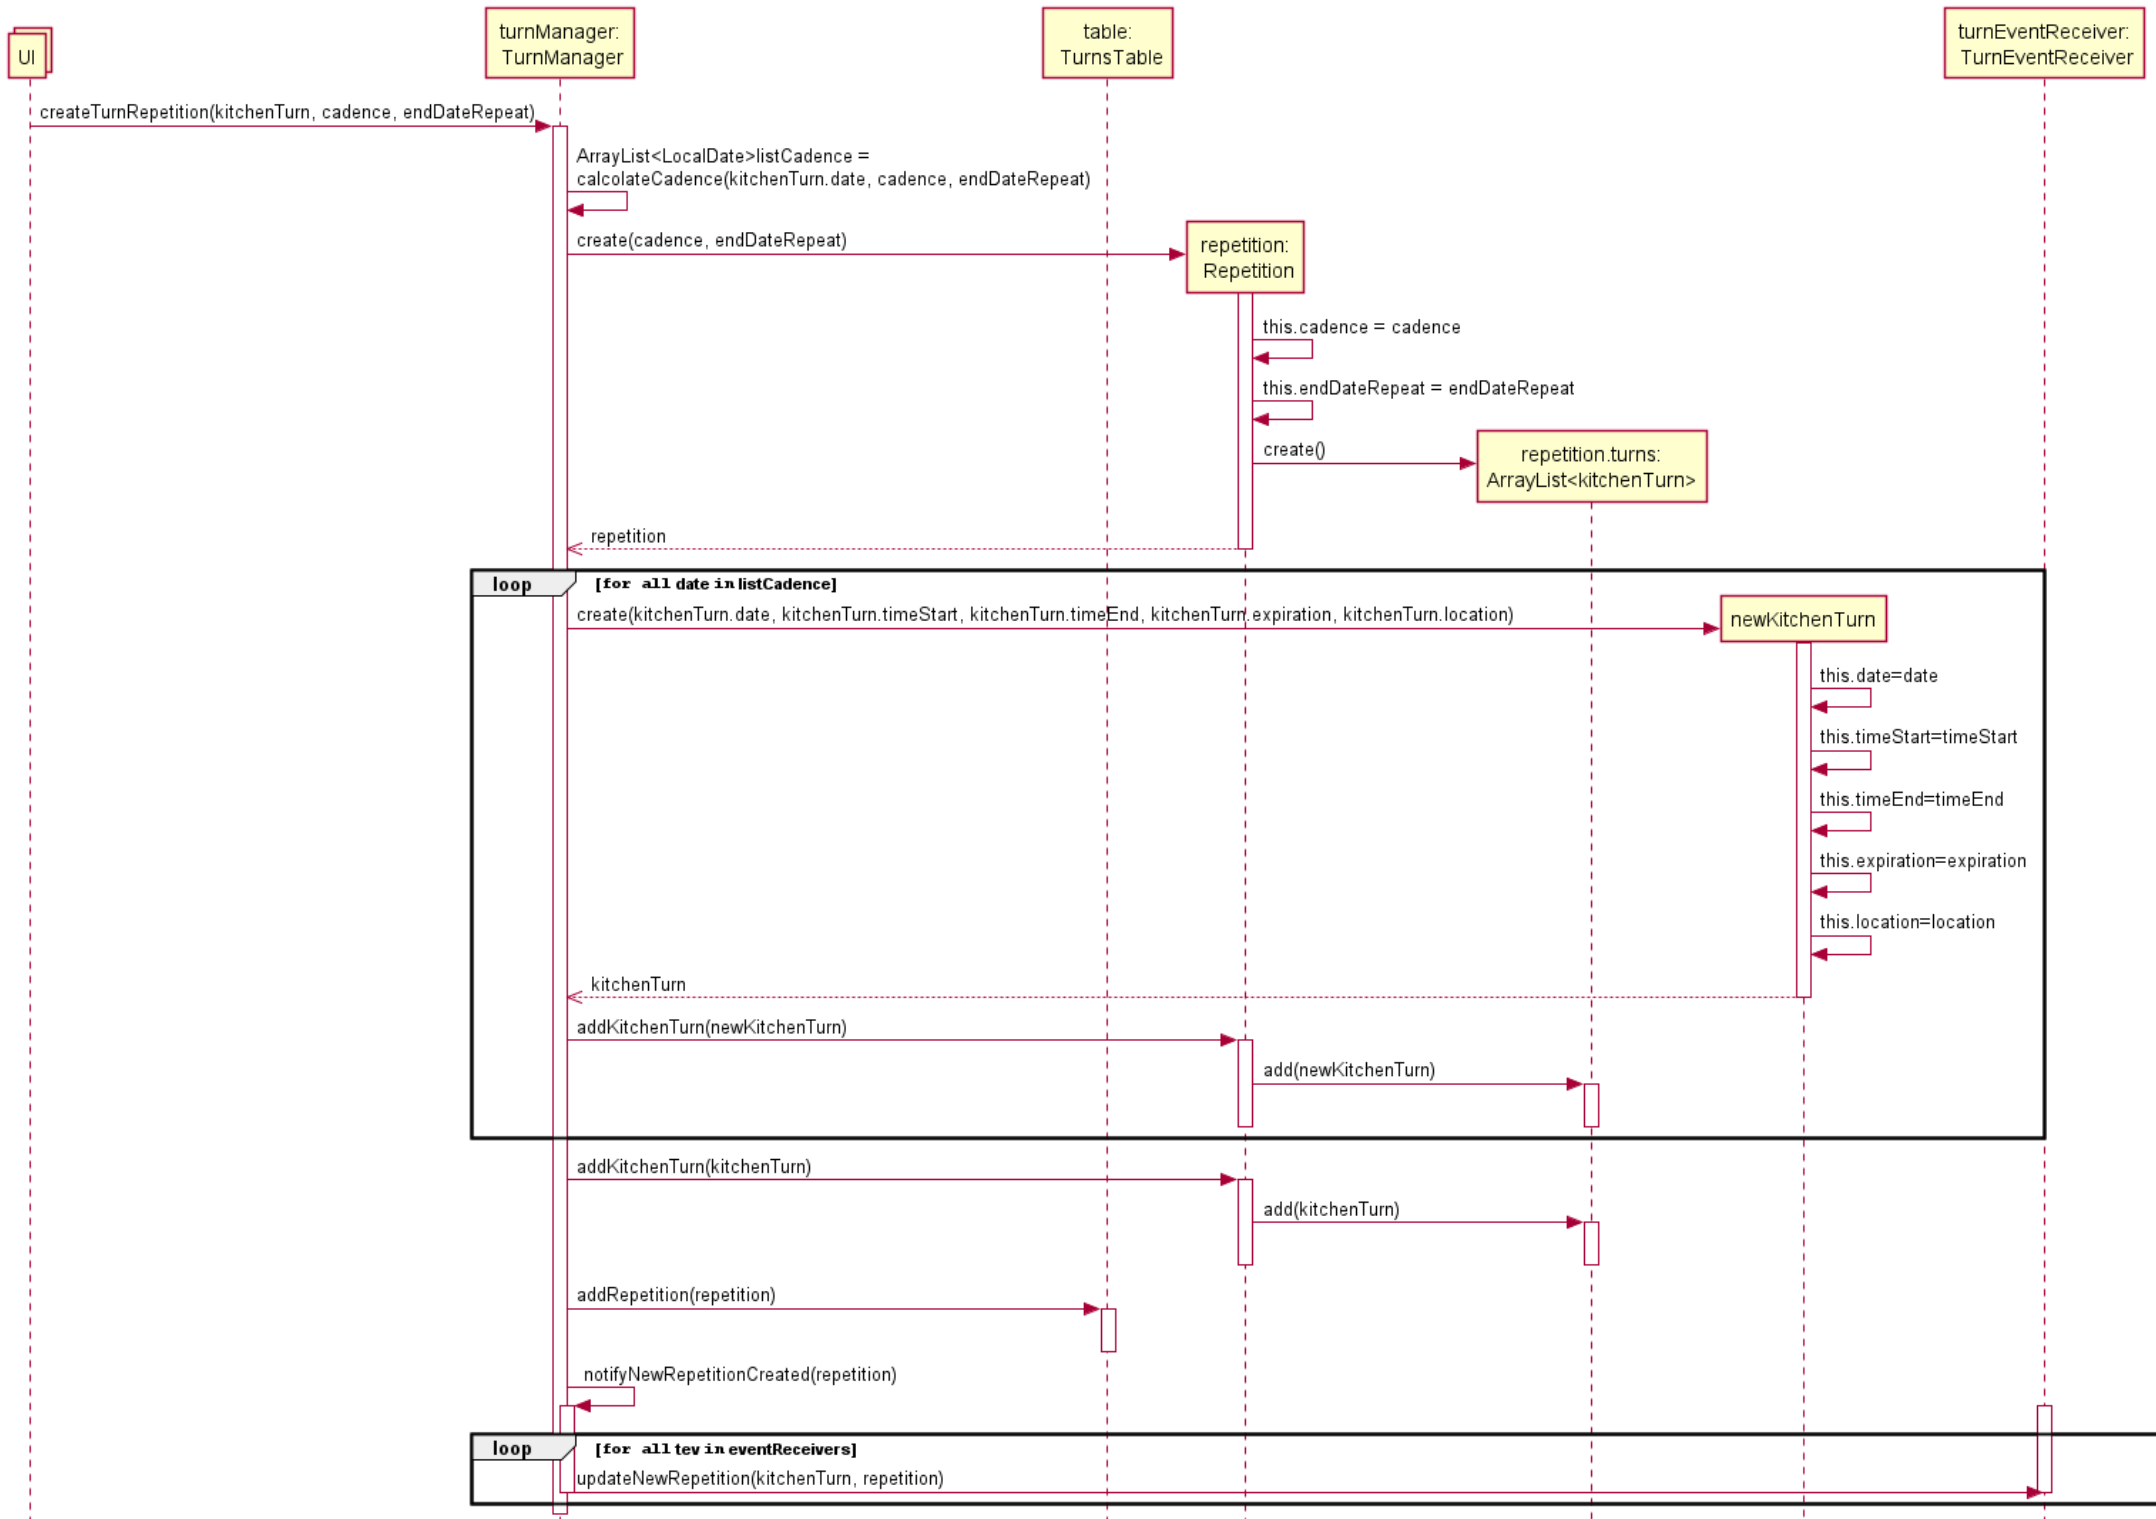 UI
turnManager:
TurnManager
table:
TurnsTable
turnEventReceiver:
TurnEventReceiver
createTurnRepetition(kitchenTurn, cadence, endDateRepeat)
ArrayList<LocalDate>listCadence =
calcolateCadence(kitchenTurn.date, cadence, endDateRepeat)
create(cadence, endDateRepeat)
repetition:
Repetition
this.cadence = cadence
this.endDateRepeat = endDateRepeat
create()
repetition.turns:
ArrayList<kitchenTurn>
repetition
loop
[for all date in listCadence]
create(kitchenTurn.date, kitchenTurn.timeStart, kitchenTurn.timeEnd, kitchenTurn.expiration, kitchenTurn.location)
newKitchenTurn
this.date=date
this.timeStart=timeStart
this.timeEnd=timeEnd
this.expiration=expiration
this.location=location
kitchenTurn
addKitchenTurn(newKitchenTurn)
add(newKitchenTurn)
addKitchenTurn(kitchenTurn)
add(kitchenTurn)
addRepetition(repetition)
notifyNewRepetitionCreated(repetition)
loop
[for all tev in eventReceivers]
updateNewRepetition(kitchenTurn, repetition)